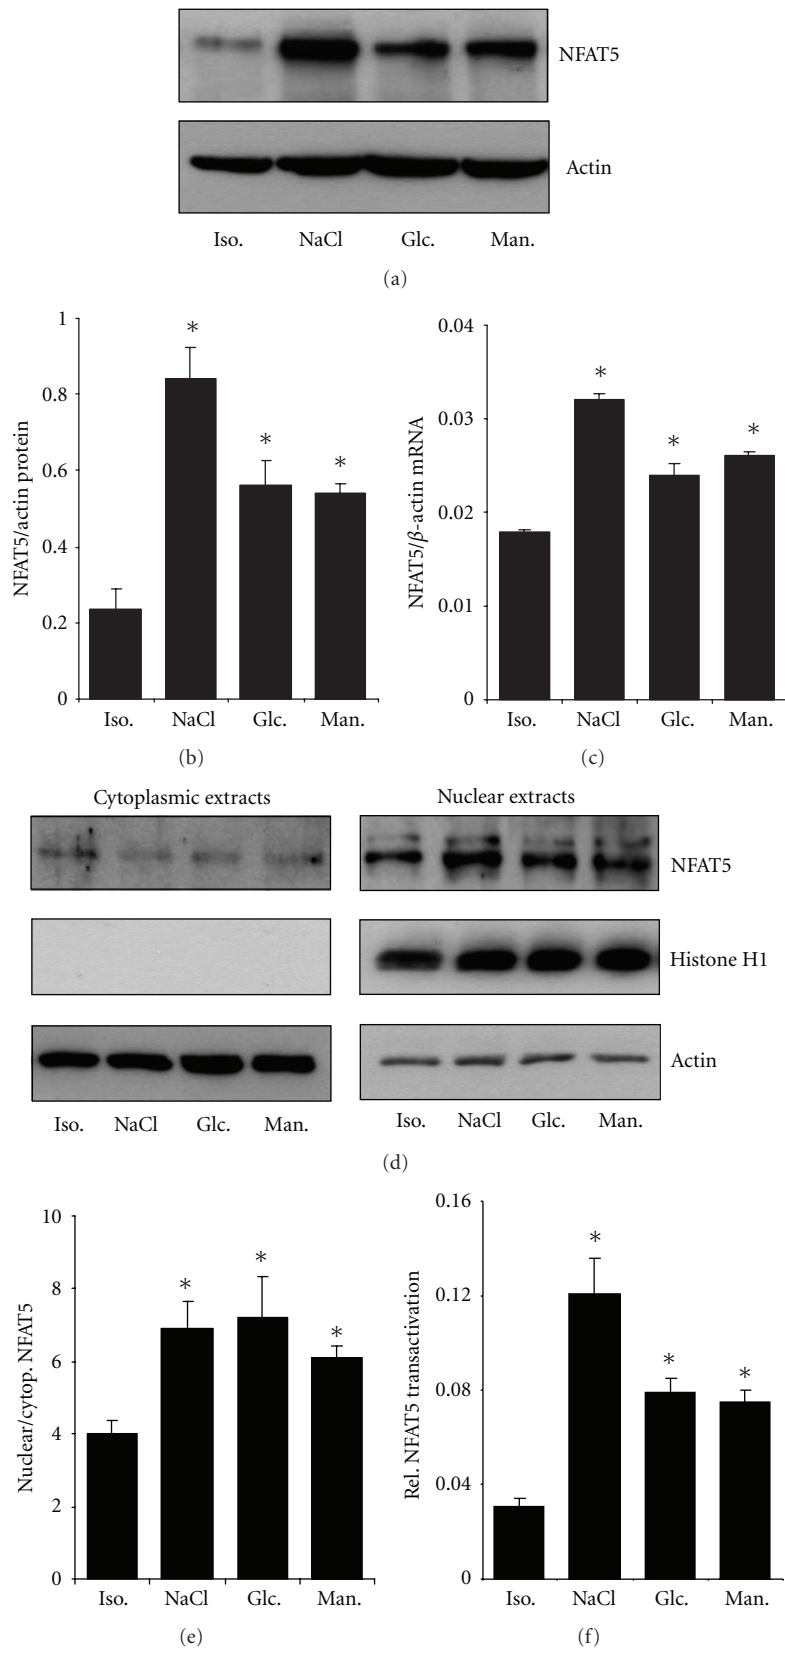 NFAT5
Actin
Iso. NaCl Glc. Man.
(a)
NFAT5/actin protein
1
0.8
0.6
0.4
0.2
0
*
*
*
Iso. NaCl Glc. Man.
(b)
NFAT5/β-actin mRNA
0.04
0.03
0.02
0.01
0
*
*
*
Iso. NaCl Glc. Man.
(c)
Cytoplasmic extracts
Nuclear extracts
NFAT5
Histone H1
Actin
Iso. NaCl Glc. Man.
Iso. NaCl Glc. Man.
(d)
Nuclear/cytop. NFAT5
10
8
6
4
2
0
*
*
*
Iso. NaCl Glc. Man.
(e)
Rel. NFAT5 transactivation
0.16
0.12
0.08
0.04
0
*
*
*
Iso. NaCl Glc. Man.
(f)